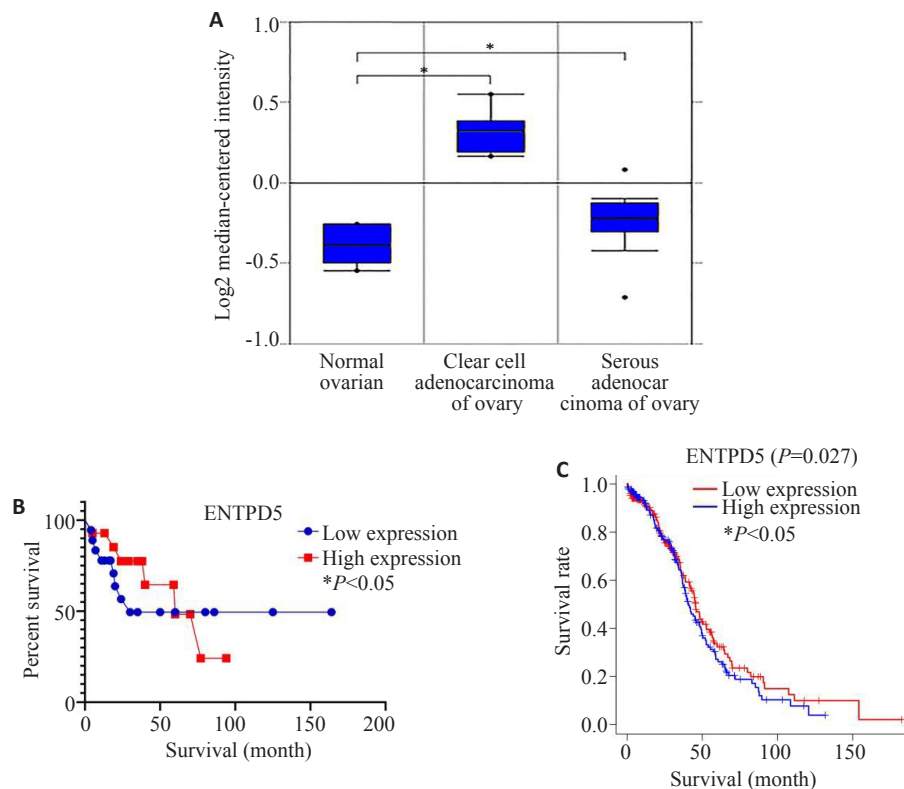 A
1.0
0.5
0.0
-0.5
-1.0
Log2 median-centered intensity
*
*
Normal
ovarian
Clear cell
adenocarcinoma
of ovary
Serous
adenocar
cinoma of ovary
B
ENTPD5
Low expression
High expression
*P<0.05
100
50
0
Percent survival
0 50 100 150 200
Survival (month)
C
ENTPD5 (P=0.027)
Low expression
High expression
*P<0.05
1.0
0.8
0.6
0.4
0.2
0.0
Survival rate
0 50 100 150
Survival (month)